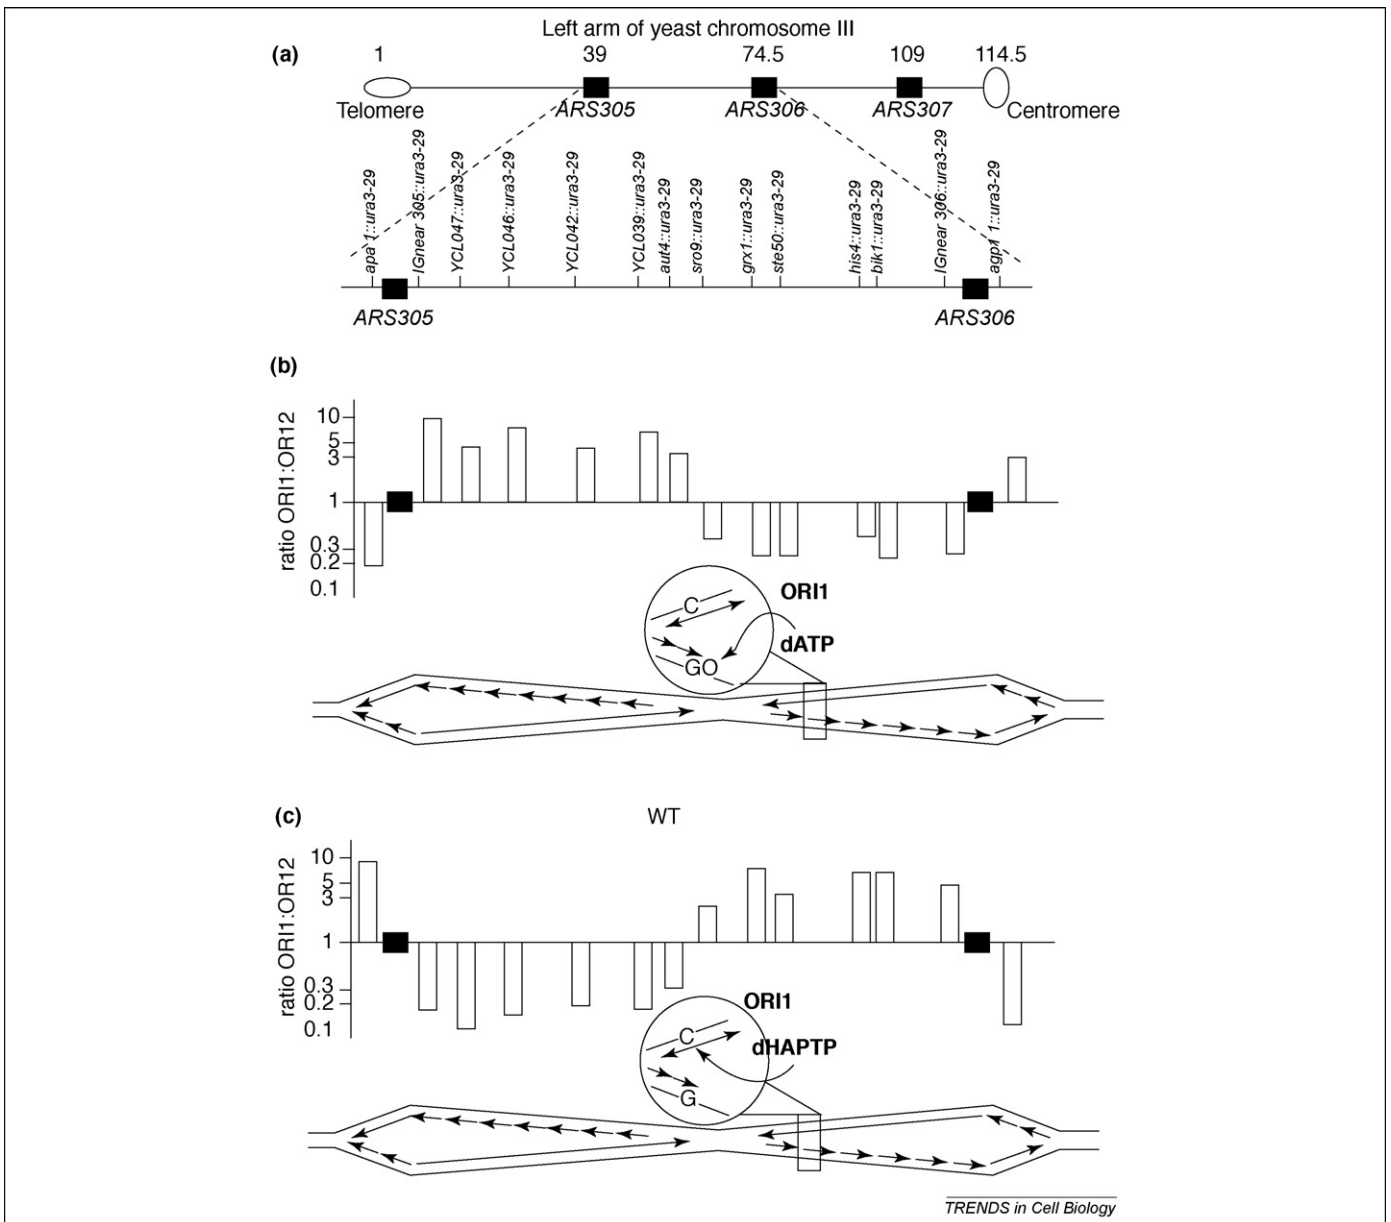 Left arm of yeast chromosome III
(a) 1 39 74.5 109 114.5
Telomere ARS305 ARS306 ARS307 Centromere
apa 1::ura3-29
IGnear 305::ura3-29
YCL047::ura3-29
YCL046::ura3-29
YCL042::ura3-29
YCL039::ura3-29
aut4::ura3-29
sro9::ura3-29
grx1::ura3-29
ste50::ura3-29
his4::ura3-29
bik1::ura3-29
IGnear 306::ura3-29
agp1 1::ura3-29
ARS305 ARS306
(b)
ratio ORI1:OR12
10
5
3
1
0.3
0.2
0.1
ORI1
C
dATP
GO
(c) WT
ratio ORI1:OR12
10
5
3
1
0.3
0.2
0.1
ORI1
C
dHAPTP
G
TRENDS in Cell Biology